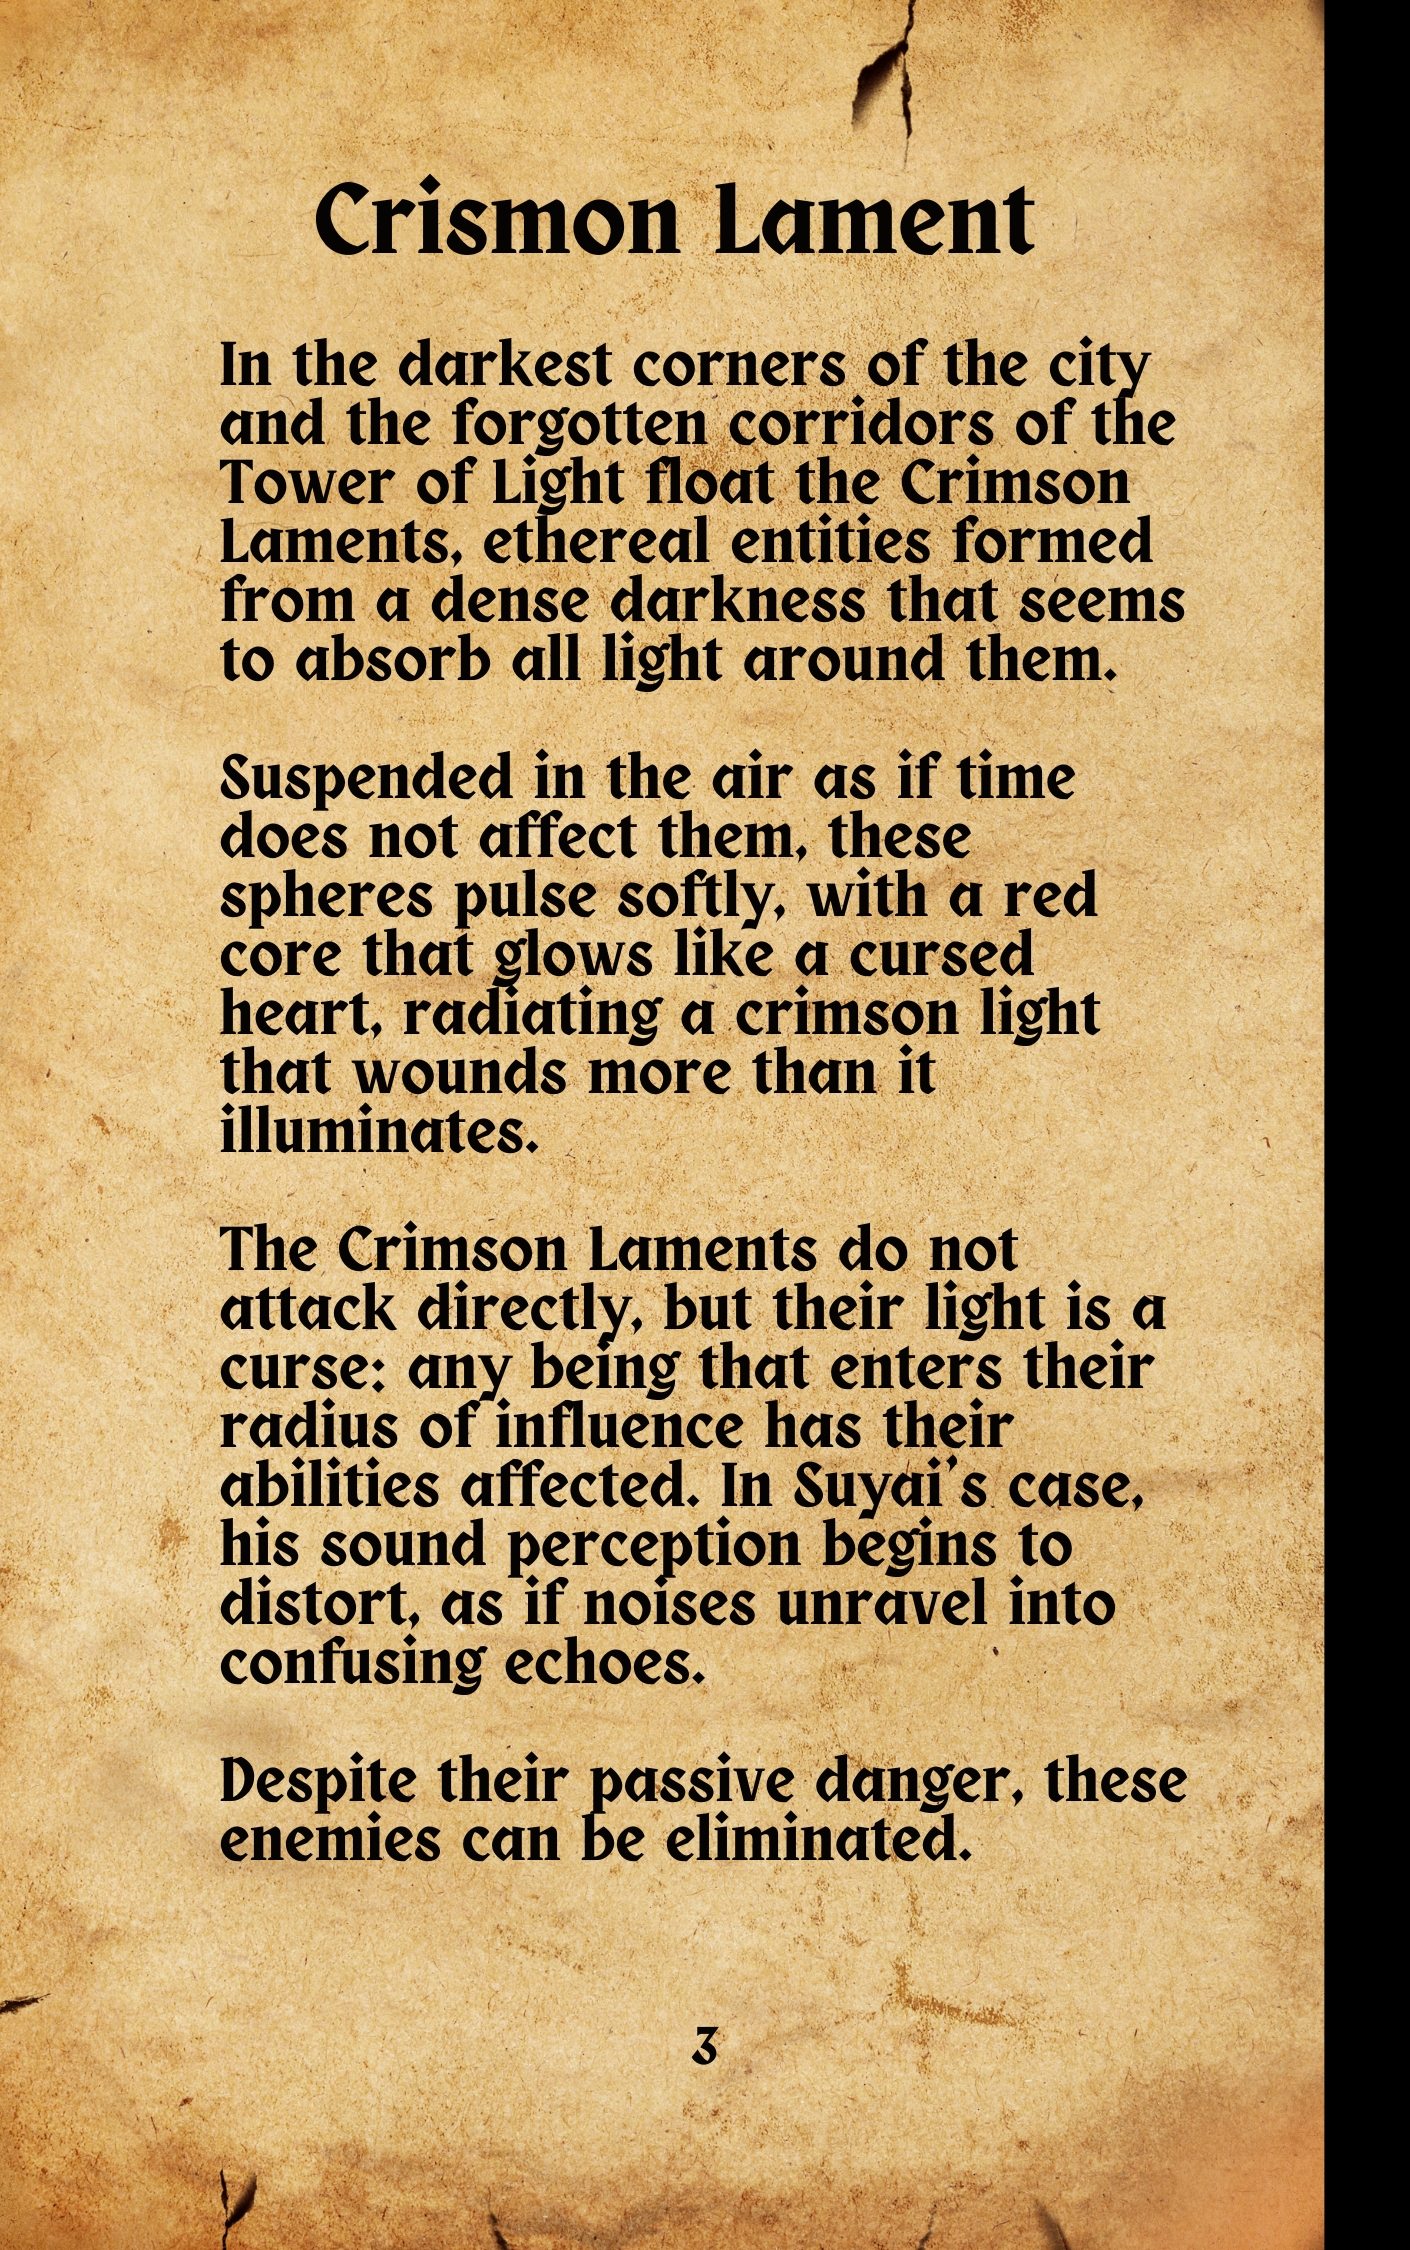 Crismon Lament
In the darkest corners of the city
and the forgotten corridors of the
Tower of Light float the Crimson
Laments, ethereal entities formed
from a dense darkness that seems
to absorb all light around them.
Suspended in the air as if time
does not affect them, these
spheres pulse softly, with a red
core that glows like a cursed
heart, radiating a crimson light
that wounds more than it
illuminates.
The Crimson Laments do not
attack directly, but their light is a
curse: any being that enters their
radius of influence has their
abilities affected. In Suyai's case,
his sound perception begins to
distort, as if noises unravel into
confusing echoes.
Despite their passive danger, these
enemies can be eliminated.
3